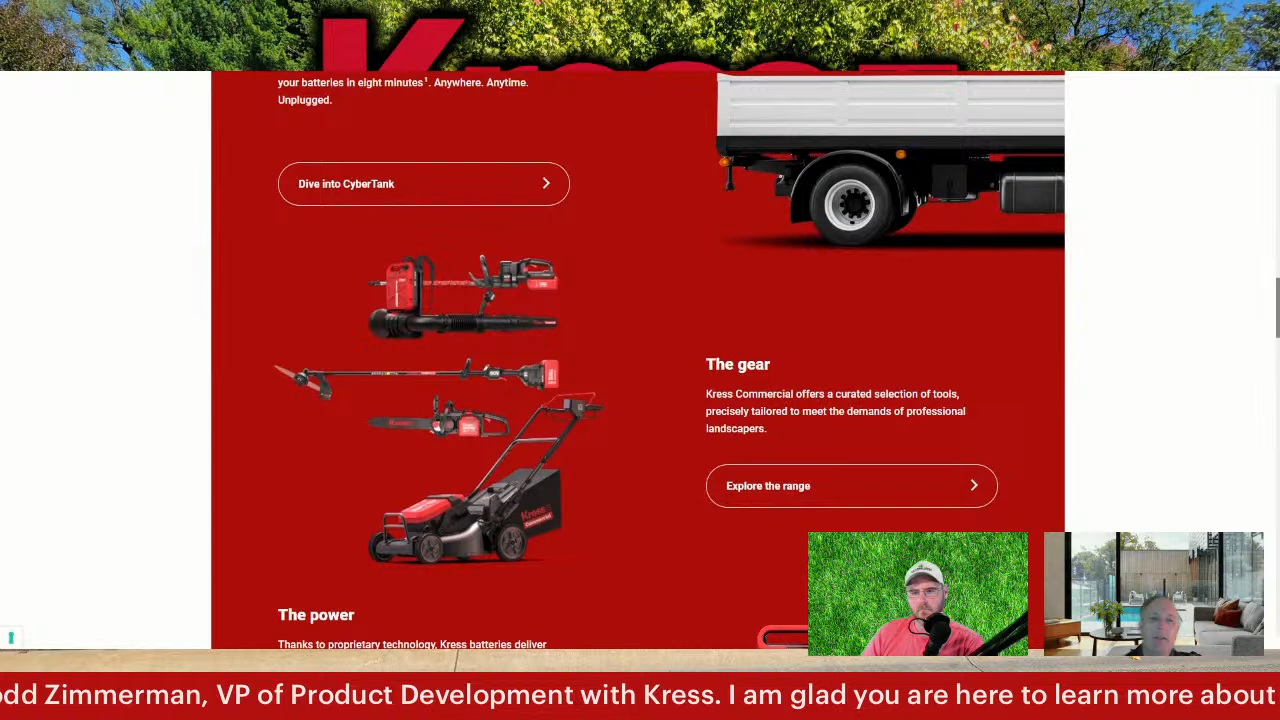 Kress
your batteries in eight minutes¹. Anywhere. Anytime.
Unplugged.
Dive into CyberTank
The gear
Kress Commercial offers a curated selection of tools,
precisely tailored to meet the demands of professional
landscapers.
Explore the range
Kress
Commercial
The power
Thanks to proprietary technology, Kress batteries deliver
odd Zimmerman, VP of Product Development with Kress. I am glad you are here to learn more about